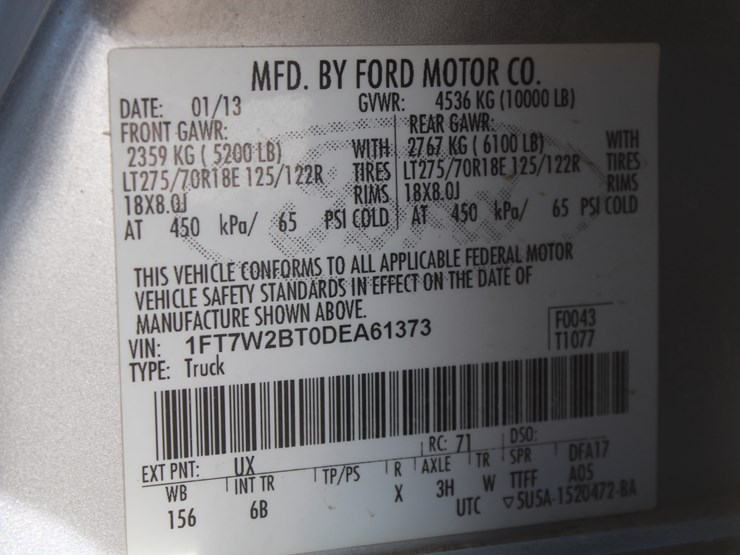 MFD. BY FORD MOTOR CO.
DATE: 01/13 GVWR: 4536 KG (10000 LB)
FRONT GAWR: REAR GAWR:
2359 KG ( 5200 LB) WITH 2767 KG ( 6100 LB) WITH
LT275/70R18E 125/122R TIRES LT275/70R18E 125/122R TIRES
18X8.0J RIMS 18X8.0J RIMS
AT 450 kPa/ 65 PSI COLD AT 450 kPa/ 65 PSI COLD
THIS VEHICLE CONFORMS TO ALL APPLICABLE FEDERAL MOTOR
VEHICLE SAFETY STANDARDS IN EFFECT ON THE DATE OF
MANUFACTURE SHOWN ABOVE.
VIN: 1FT7W2BT0DEA61373 F0043
TYPE: Truck T1077
EXT PNT: UX RC: 71 DSO:
WB INT TR TP/PS R AXLE TR SPR DFA17
156 6B X 3H W TTFF A05
UTC ▽5U5A-1520472-BA